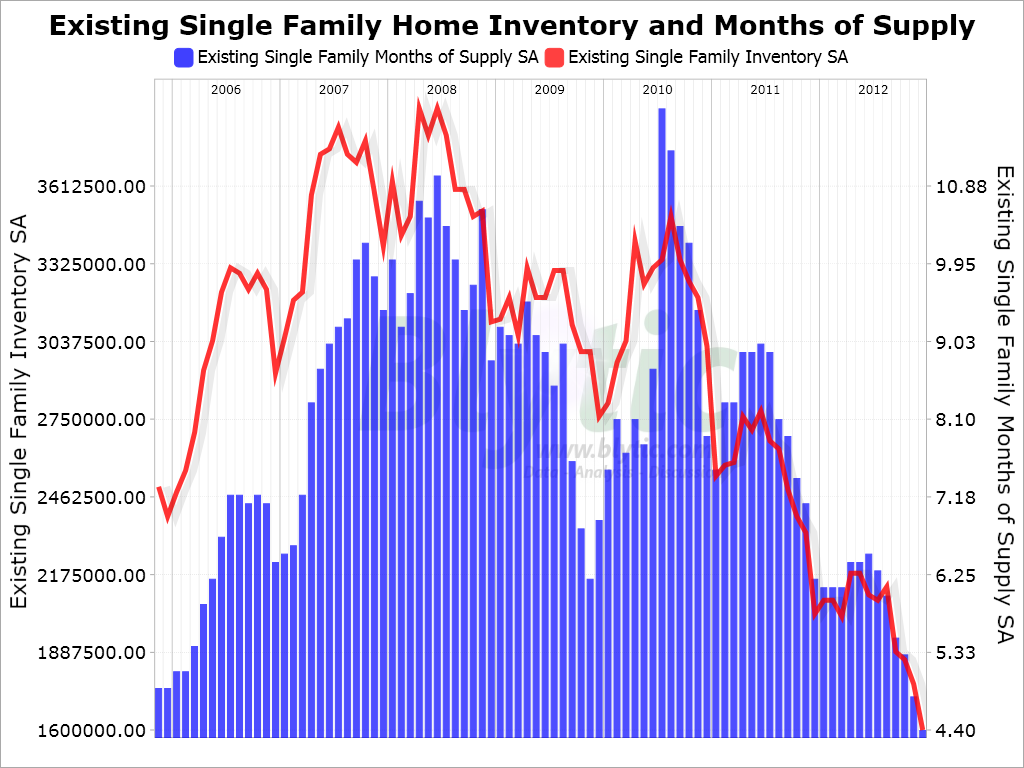 Existing Single Family Home Inventory and Months of Supply
Existing Single Family Months of Supply SA Existing Single Family Inventory SA
2006 2007 2008 2009 2010 2011 2012
3612500.00 10.88
3325000.00 9.95
3037500.00 9.03
2750000.00 8.10
2462500.00 7.18
2175000.00 6.25
1887500.00 5.33
1600000.00 4.40
Existing Single Family Inventory SA
Existing Single Family Months of Supply SA
Data - Analysis - Discussion